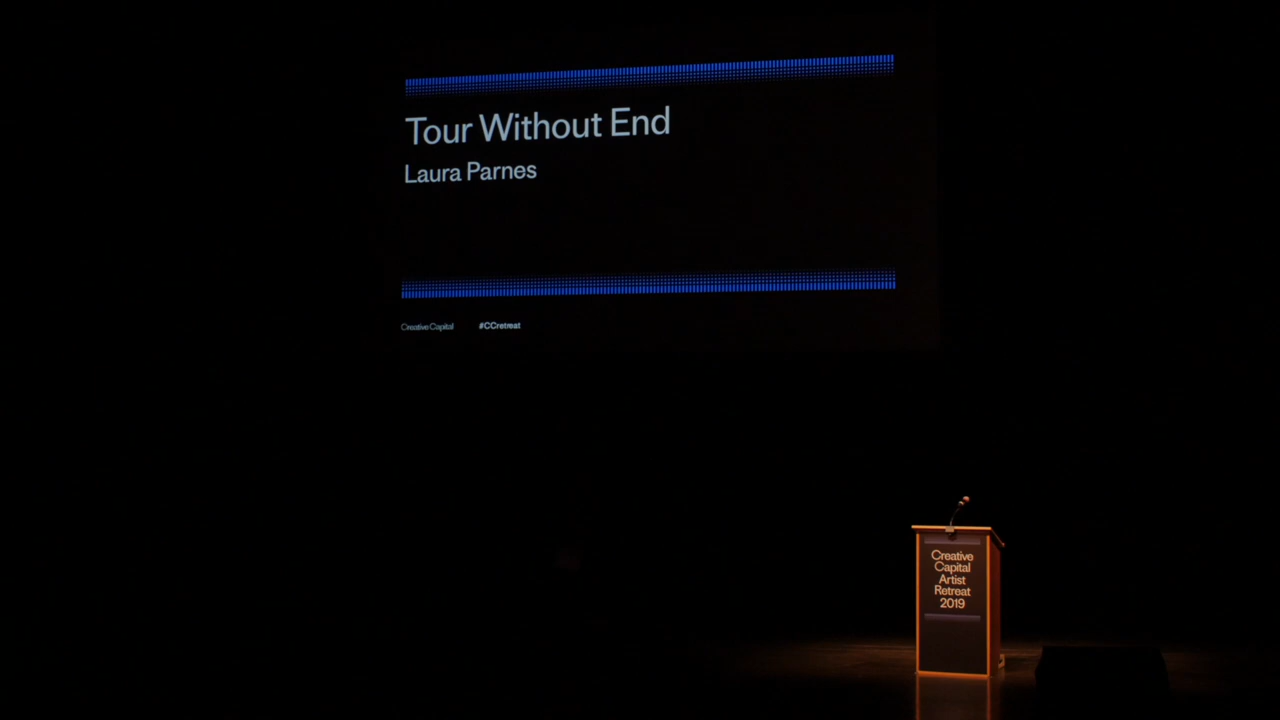 Tour Without End
Laura Parnes
Creative Capital
#CCretreat
Creative
Capital
Artist
Retreat
2019